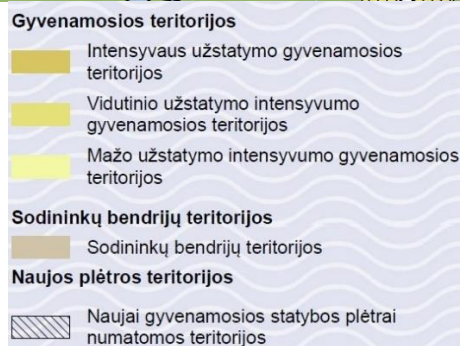 Gyvenamosios teritorijos
Intensyvaus užstatymo gyvenamosios
teritorijos
Vidutinio užstatymo intensyvumo
gyvenamosios teritorijos
Mažo užstatymo intensyvumo gyvenamosios
teritorijos
Sodininkų bendrijų teritorijos
Sodininkų bendrijų teritorijos
Naujos plėtros teritorijos
Naujai gyvenamosios statybos plėtrai
numatomos teritorijos